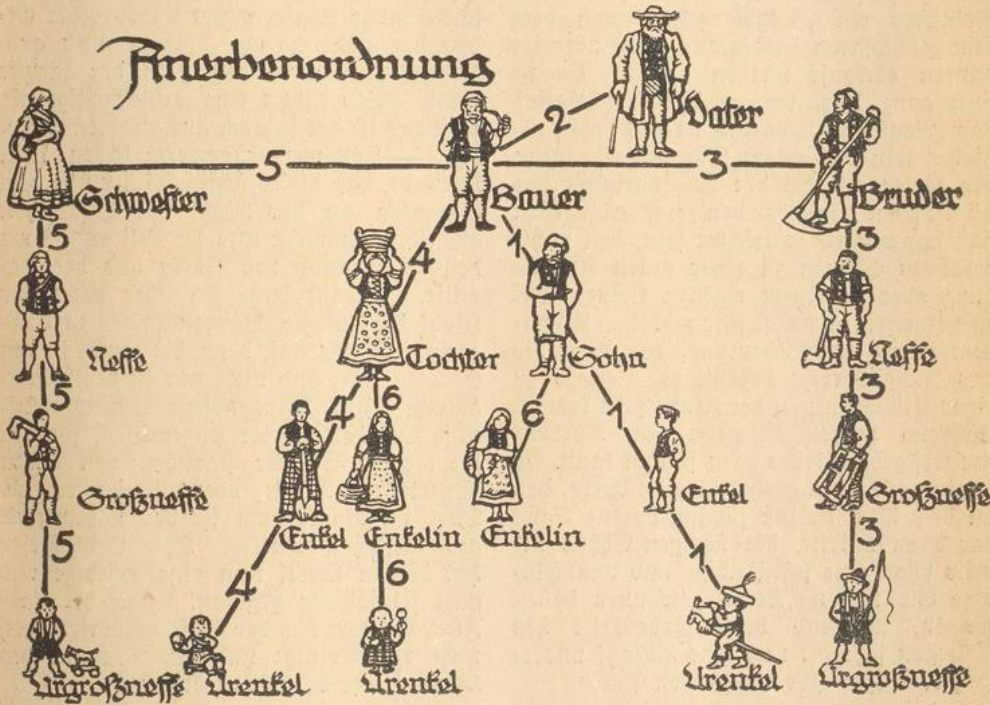 Anerbenordnung
2
Vater
5
3
Schwester
Bauer
Bruder
5
4
1
3
Neffe
Tochter
Sohn
Neffe
5
4
6
6
1
3
Großneffe
Enkel
Großneffe
Enkel
Enkelin
Enkelin
5
4
6
1
3
Urgroßneffe
Urenkel
Urenkel
Urenkel
Urgroßneffe